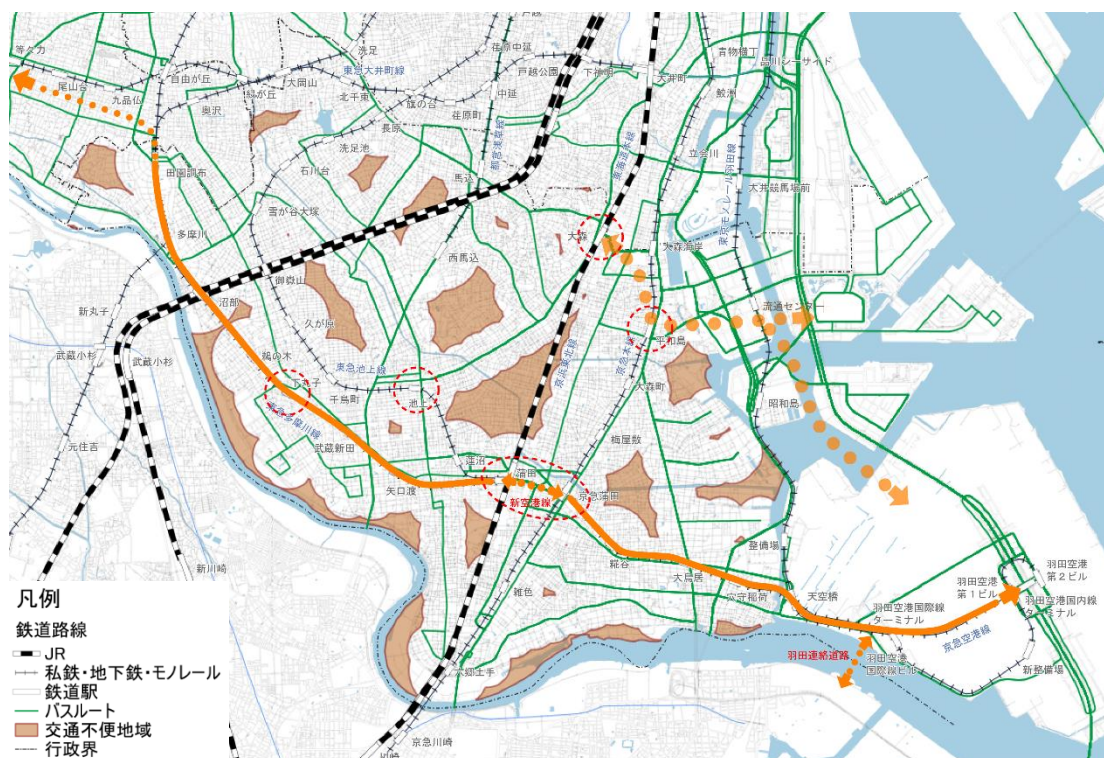 等々力
尾山台
九品仏
自由が丘
奥沢
緑が丘
大岡山
洗足
東急大井町線
北千束
旗の台
長原
荏原中延
戸越公園
中延
荏原町
下神明
大井町
青物横丁
品川シーサイド
鮫洲
立会川
大井競馬場前
東京モノレール羽田線
都営浅草線
東海道本線
田園調布
石川台
洗足池
馬込
雪が谷大塚
多摩川
西馬込
大森
大森海岸
御嶽山
沼部
新丸子
武蔵小杉
武蔵小杉
久が原
流通センター
平和島
京浜東北線
京急本線
鵜の木
東急池上線
下丸子
千鳥町
池上
大森町
昭和島
東急多摩川線
元住吉
武蔵新田
梅屋敷
蓮沼
蒲田
矢口渡
新空港線
京急蒲田
整備場
糀谷
大鳥居
穴守稲荷
天空橋
新川崎
雑色
羽田空港
第1ビル
羽田空港
第2ビル
羽田空港国際線
ターミナル
羽田空港国内線
ターミナル
京急空港線
羽田連絡道路
羽田空港
国際線ビル
新整備場
六郷土手
京急川崎
川崎
凡例
鉄道路線
JR
私鉄・地下鉄・モノレール
鉄道駅
バスルート
交通不便地域
行政界